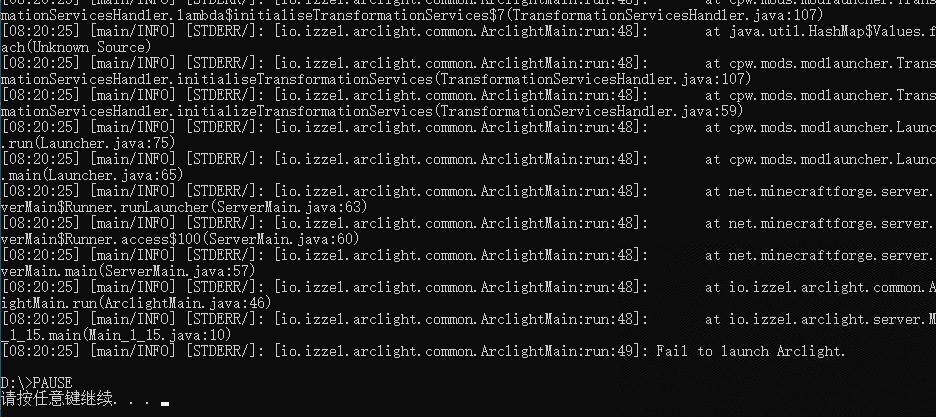 mationServicesHandler.lambda$initialiseTransformationServices$7(TransformationServicesHandler.java:107)
[08:20:25] [main/INFO] [STDERR/]: [io.izzel.arclight.common.ArclightMain:run:48]:       at java.util.HashMap$Values.f
ach(Unknown Source)
[08:20:25] [main/INFO] [STDERR/]: [io.izzel.arclight.common.ArclightMain:run:48]:       at cpw.mods.modlauncher.Trans
mationServicesHandler.initialiseTransformationServices(TransformationServicesHandler.java:107)
[08:20:25] [main/INFO] [STDERR/]: [io.izzel.arclight.common.ArclightMain:run:48]:       at cpw.mods.modlauncher.Trans
mationServicesHandler.initializeTransformationServices(TransformationServicesHandler.java:59)
[08:20:25] [main/INFO] [STDERR/]: [io.izzel.arclight.common.ArclightMain:run:48]:       at cpw.mods.modlauncher.Launc
.run(Launcher.java:75)
[08:20:25] [main/INFO] [STDERR/]: [io.izzel.arclight.common.ArclightMain:run:48]:       at cpw.mods.modlauncher.Launc
.main(Launcher.java:65)
[08:20:25] [main/INFO] [STDERR/]: [io.izzel.arclight.common.ArclightMain:run:48]:       at net.minecraftforge.server.
verMain$Runner.runLauncher(ServerMain.java:63)
[08:20:25] [main/INFO] [STDERR/]: [io.izzel.arclight.common.ArclightMain:run:48]:       at net.minecraftforge.server.
verMain$Runner.access$100(ServerMain.java:60)
[08:20:25] [main/INFO] [STDERR/]: [io.izzel.arclight.common.ArclightMain:run:48]:       at net.minecraftforge.server.
verMain.main(ServerMain.java:57)
[08:20:25] [main/INFO] [STDERR/]: [io.izzel.arclight.common.ArclightMain:run:48]:       at io.izzel.arclight.common.A
ightMain.run(ArclightMain.java:46)
[08:20:25] [main/INFO] [STDERR/]: [io.izzel.arclight.common.ArclightMain:run:48]:       at io.izzel.arclight.server.M
_1_15.main(Main_1_15.java:10)
[08:20:25] [main/INFO] [STDERR/]: [io.izzel.arclight.common.ArclightMain:run:49]: Fail to launch Arclight.
D:\>PAUSE
请按任意键继续. . .